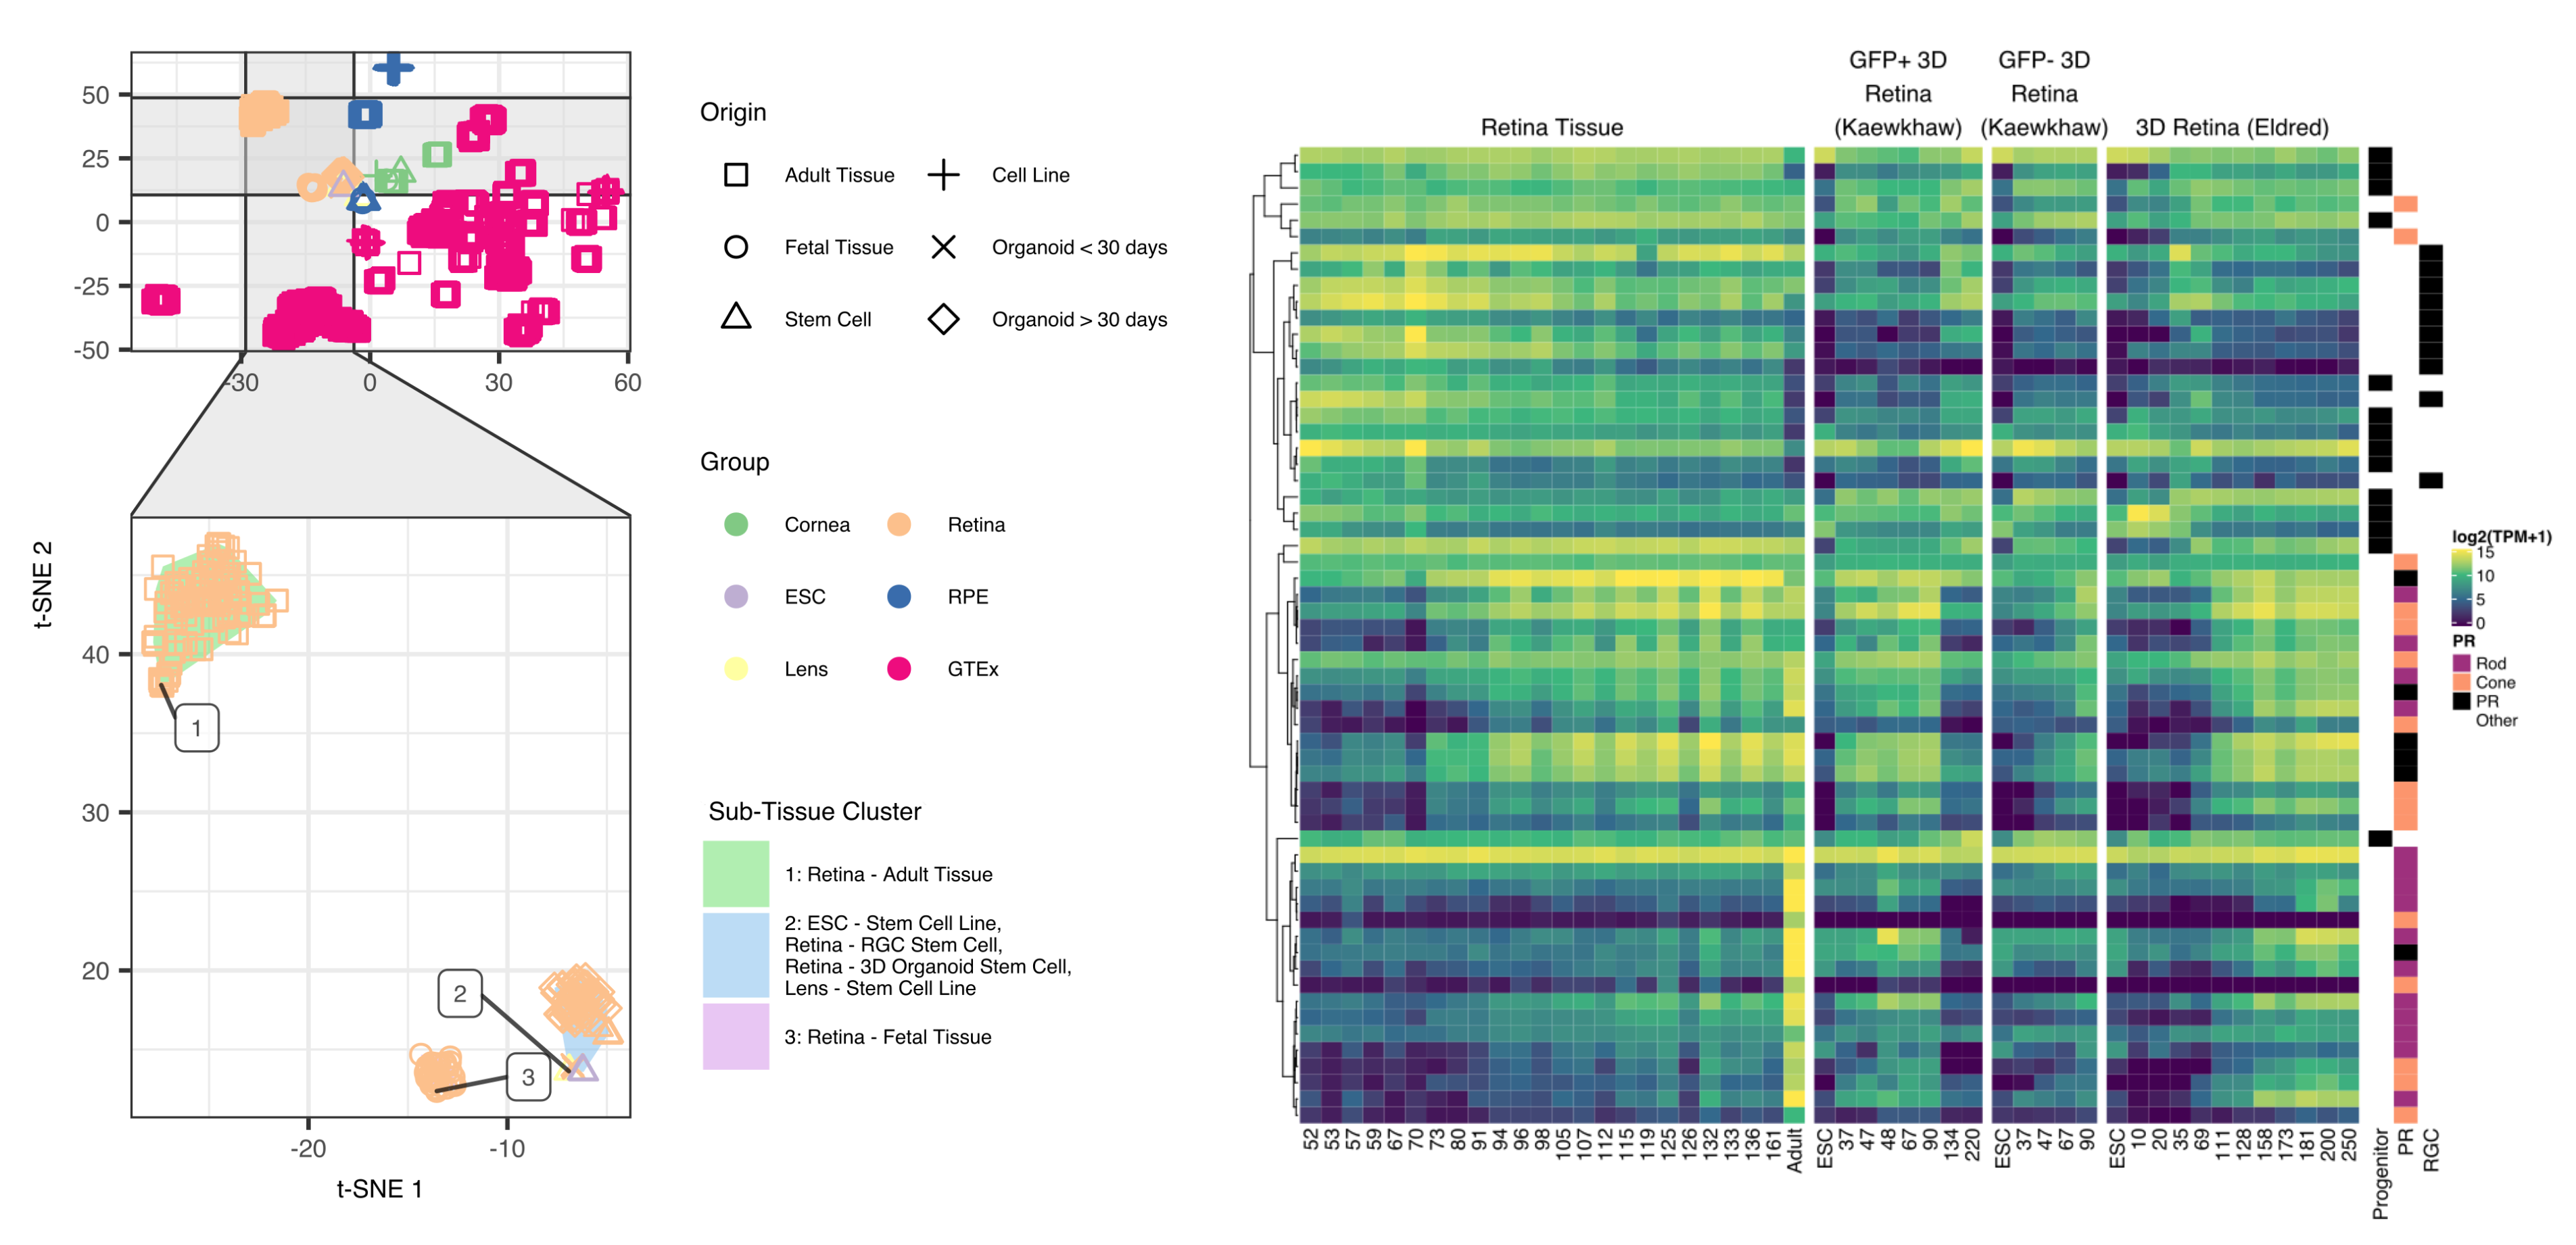 50
25
0
-25
-50
-30
0
30
60
t-SNE 2
40
30
20
1
2
3
-20
-10
t-SNE 1
Origin
Adult Tissue
Cell Line
Fetal Tissue
Organoid < 30 days
Stem Cell
Organoid > 30 days
Group
Cornea
Retina
ESC
RPE
Lens
GTEx
Sub-Tissue Cluster
1: Retina - Adult Tissue
2: ESC - Stem Cell Line,
Retina - RGC Stem Cell,
Retina - 3D Organoid Stem Cell,
Lens - Stem Cell Line
3: Retina - Fetal Tissue
Retina Tissue
GFP+ 3D
Retina
(Kaewkhaw)
GFP- 3D
Retina
(Kaewkhaw)
3D Retina (Eldred)
52 53 57 59 67 70 73 80 91 94 96 98 105 107 112 115 119 125 126 132 133 136 161 Adult
ESC 37 47 48 67 90 134 220
ESC 37 47 67 90
ESC 10 20 35 69 111 128 158 173 181 200 250
Progenitor
PR
RGC
log2(TPM+1)
15
10
5
0
PR
Rod
Cone
PR
Other